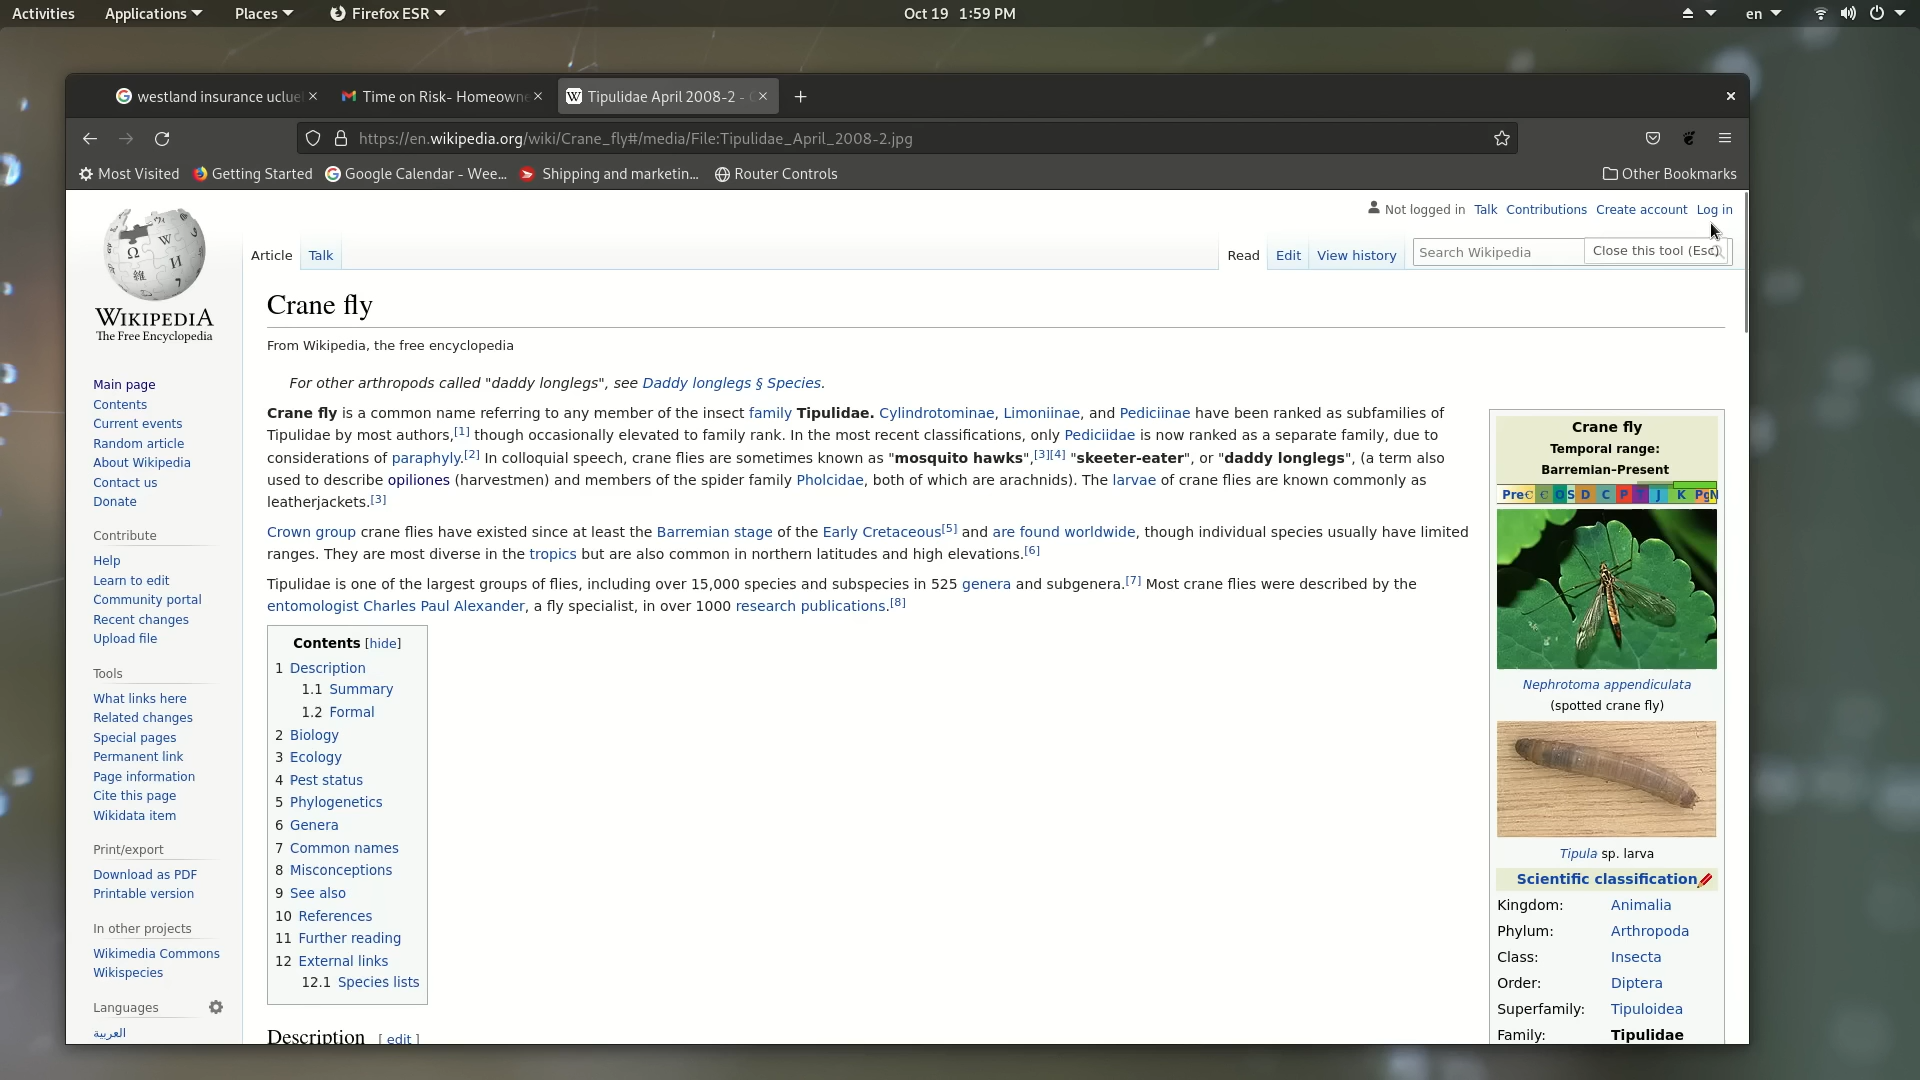 Activities Applications Places Firefox ESR Oct 19 1:59 PM en
westland insurance uclue Time on Risk- Homeowne Tipulidae April 2008-2 -
https://en.wikipedia.org/wiki/Crane_fly#/media/File:Tipulidae_April_2008-2.jpg
Most Visited Getting Started Google Calendar - Wee... Shipping and marketin... Router Controls Other Bookmarks
Not logged in Talk Contributions Create account Log in
Article Talk Read Edit View history Search Wikipedia Close this tool (Esc)
WIKIPEDIA
The Free Encyclopedia
Main page
Contents
Current events
Random article
About Wikipedia
Contact us
Donate
Contribute
Help
Learn to edit
Community portal
Recent changes
Upload file
Tools
What links here
Related changes
Special pages
Permanent link
Page information
Cite this page
Wikidata item
Print/export
Download as PDF
Printable version
In other projects
Wikimedia Commons
Wikispecies
Languages
العربية
Crane fly
From Wikipedia, the free encyclopedia
For other arthropods called "daddy longlegs", see Daddy longlegs § Species.
Crane fly is a common name referring to any member of the insect family Tipulidae. Cylindrotominae, Limoniinae, and Pediciinae have been ranked as subfamilies of
Tipulidae by most authors,[1] though occasionally elevated to family rank. In the most recent classifications, only Pediciidae is now ranked as a separate family, due to
considerations of paraphyly.[2] In colloquial speech, crane flies are sometimes known as "mosquito hawks",[3][4] "skeeter-eater", or "daddy longlegs", (a term also
used to describe opiliones (harvestmen) and members of the spider family Pholcidae, both of which are arachnids). The larvae of crane flies are known commonly as
leatherjackets.[3]
Crown group crane flies have existed since at least the Barremian stage of the Early Cretaceous[5] and are found worldwide, though individual species usually have limited
ranges. They are most diverse in the tropics but are also common in northern latitudes and high elevations.[6]
Tipulidae is one of the largest groups of flies, including over 15,000 species and subspecies in 525 genera and subgenera.[7] Most crane flies were described by the
entomologist Charles Paul Alexander, a fly specialist, in over 1000 research publications.[8]
Contents [hide]
1 Description
1.1 Summary
1.2 Formal
2 Biology
3 Ecology
4 Pest status
5 Phylogenetics
6 Genera
7 Common names
8 Misconceptions
9 See also
10 References
11 Further reading
12 External links
12.1 Species lists
Description [ edit ]
Crane fly
Temporal range:
Barremian–Present
PreꞒ Ꞓ O S D C P T J K Pg N
Nephrotoma appendiculata
(spotted crane fly)
Tipula sp. larva
Scientific classification
Kingdom: Animalia
Phylum: Arthropoda
Class: Insecta
Order: Diptera
Superfamily: Tipuloidea
Family: Tipulidae